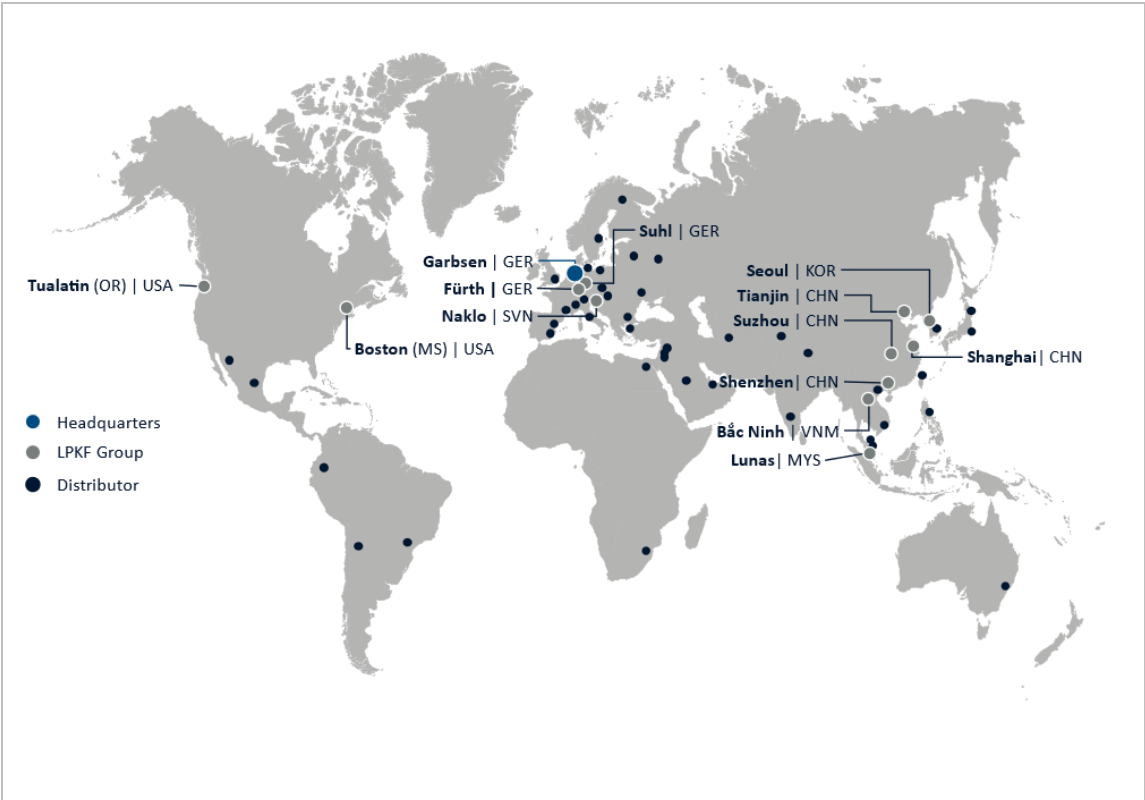 Suhl | GER
Garbsen | GER
Fürth | GER
Naklo | SVN
Tualatin (OR) | USA
Boston (MS) | USA
Seoul | KOR
Tianjin | CHN
Suzhou | CHN
Shanghai| CHN
Shenzhen| CHN
Bắc Ninh | VNM
Lunas| MYS
Headquarters
LPKF Group
Distributor